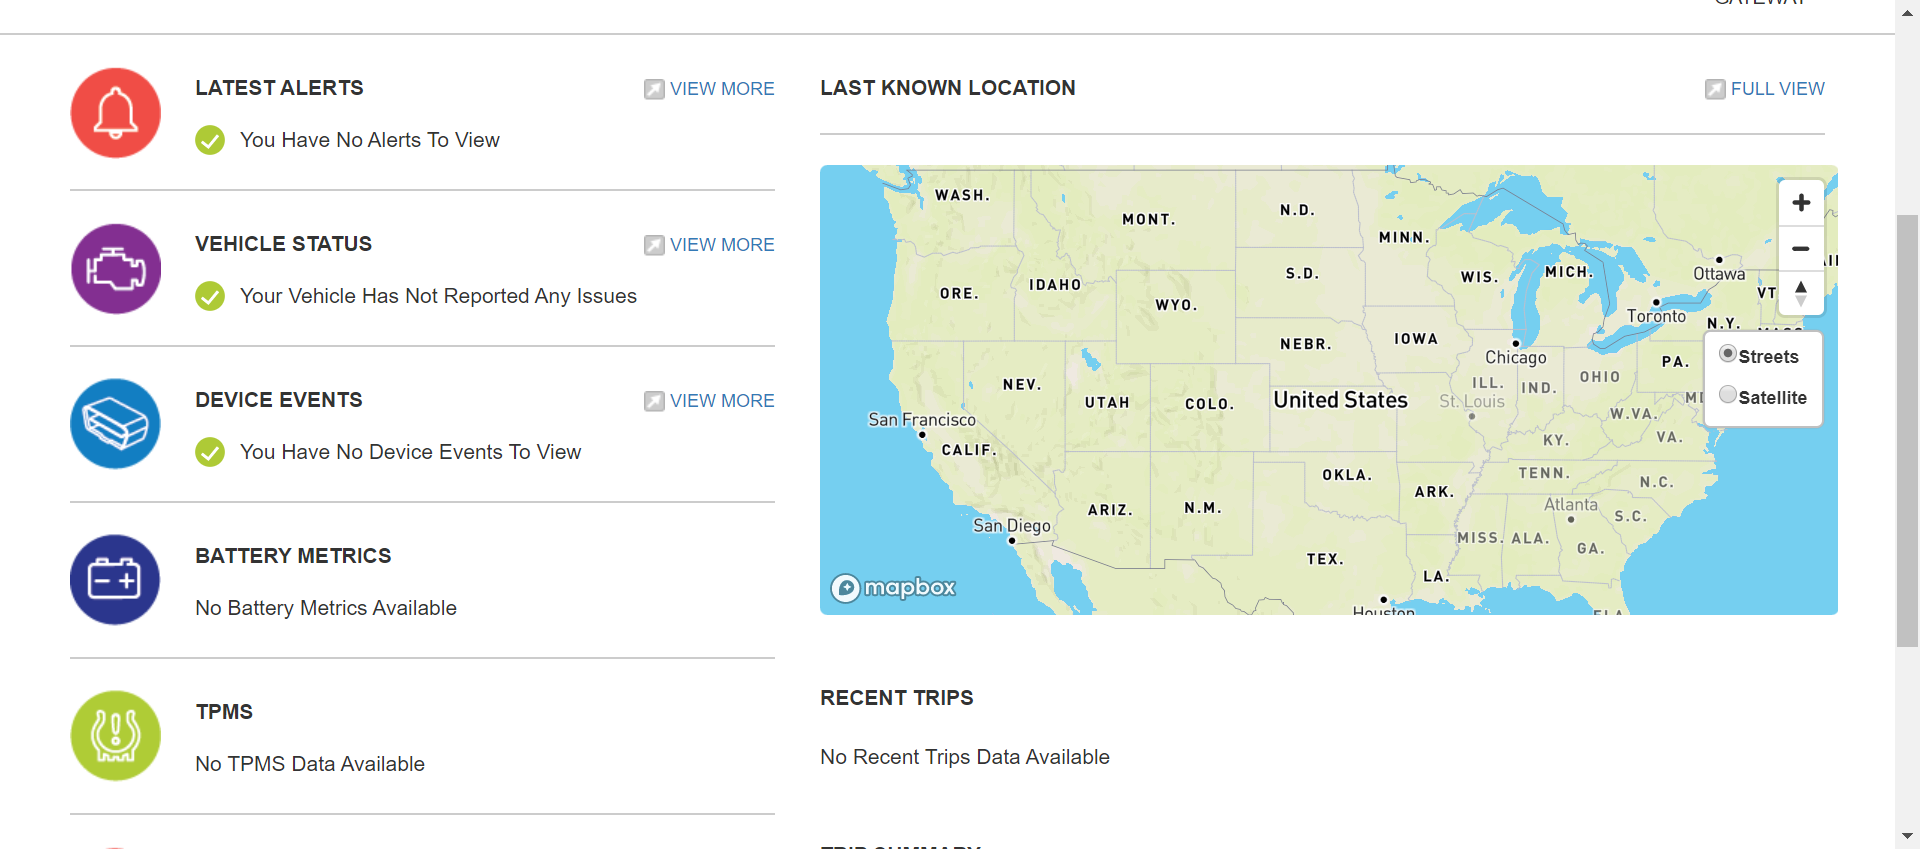 GATEWAY
LATEST ALERTS
VIEW MORE
You Have No Alerts To View
VEHICLE STATUS
VIEW MORE
Your Vehicle Has Not Reported Any Issues
DEVICE EVENTS
VIEW MORE
You Have No Device Events To View
BATTERY METRICS
No Battery Metrics Available
TPMS
No TPMS Data Available
LAST KNOWN LOCATION
FULL VIEW
WASH.
MONT.
N.D.
MINN.
ORE.
IDAHO
WYO.
S.D.
WIS.
MICH.
Ottawa
VT
Toronto
N.Y.
NEBR.
IOWA
Chicago
Streets
PA.
NEV.
UTAH
COLO.
United States
ILL.
IND.
OHIO
St. Louis
Satellite
W.VA.
VA.
San Francisco
CALIF.
KY.
OKLA.
TENN.
ARK.
N.C.
ARIZ.
N.M.
Atlanta
S.C.
San Diego
MISS.
ALA.
GA.
TEX.
LA.
mapbox
Houston
RECENT TRIPS
No Recent Trips Data Available
TRIP SUMMARY